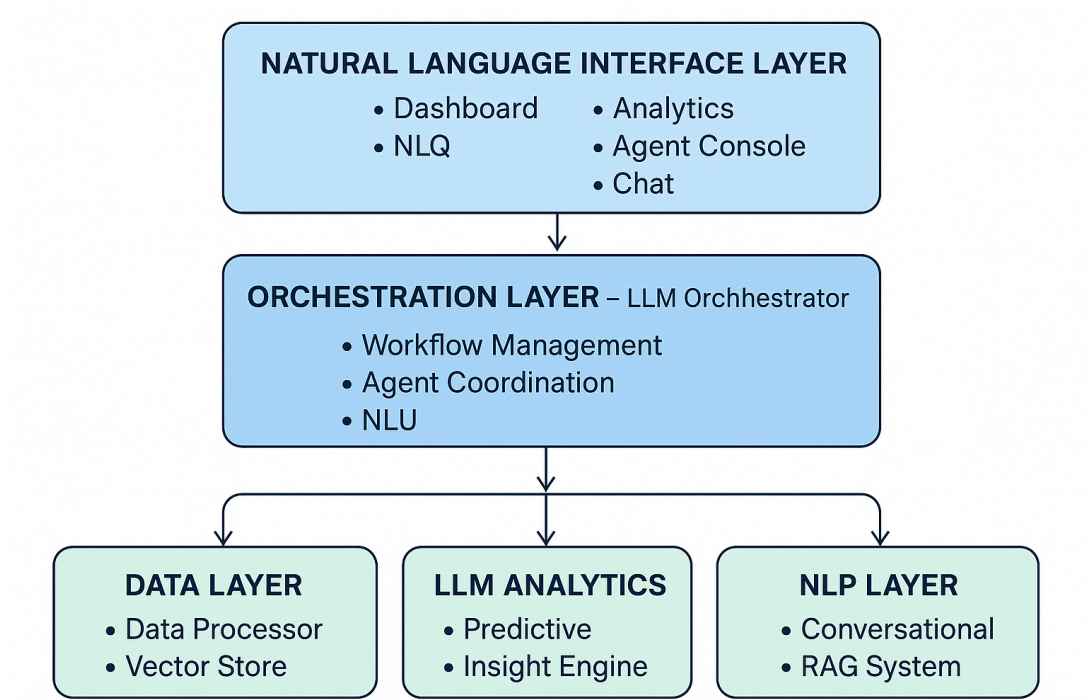 NATURAL LANGUAGE INTERFACE LAYER
• Dashboard
• NLQ
• Analytics
• Agent Console
• Chat
ORCHESTRATION LAYER – LLM Orchhestrator
• Workflow Management
• Agent Coordination
• NLU
DATA LAYER
• Data Processor
• Vector Store
LLM ANALYTICS
• Predictive
• Insight Engine
NLP LAYER
• Conversational
• RAG System